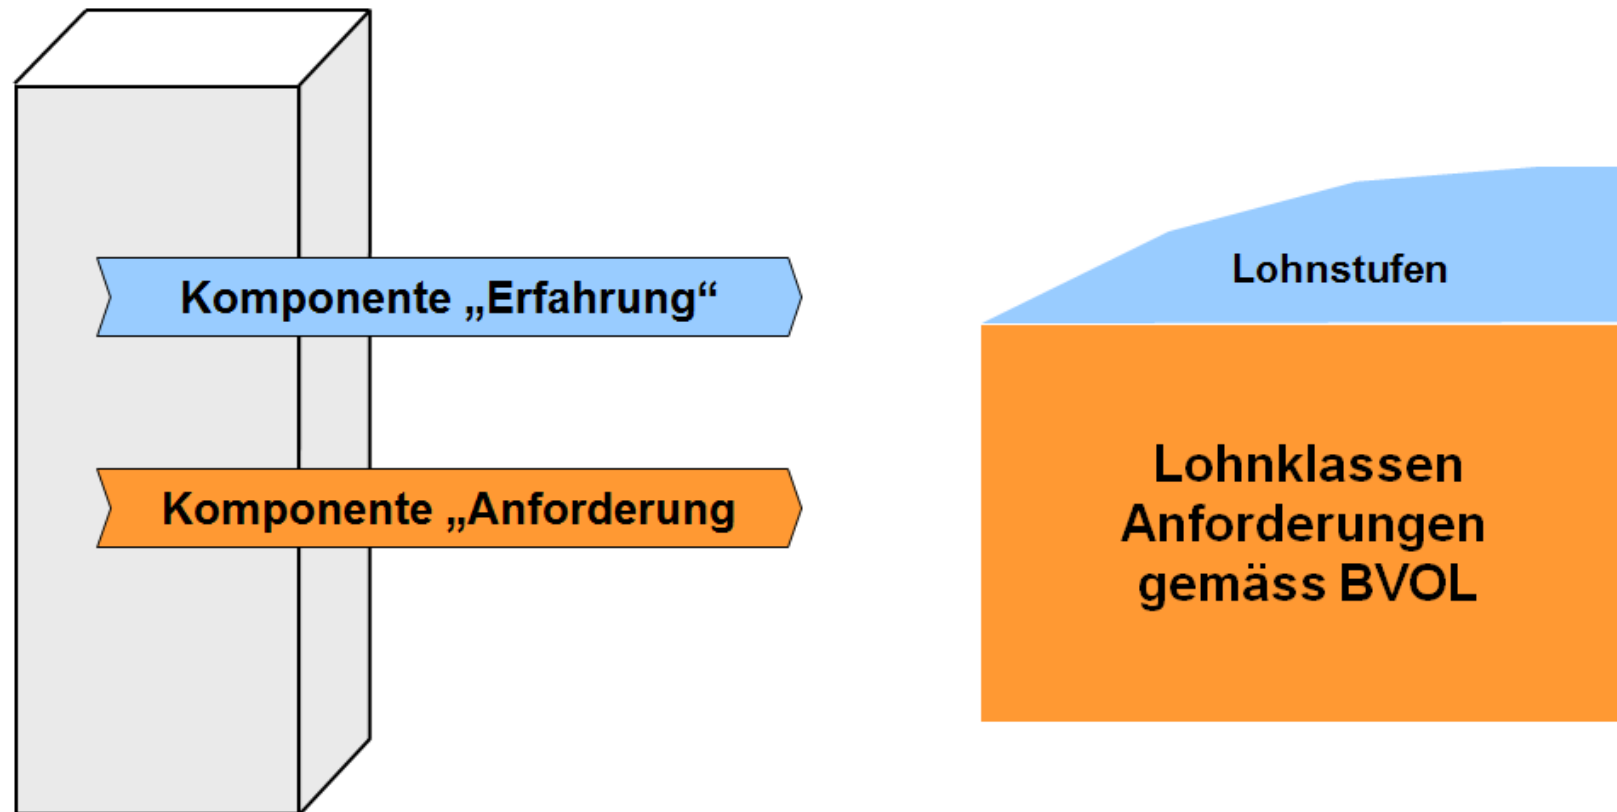 Komponente „Erfahrung“
Komponente „Anforderung
Lohnstufen
Lohnklassen
Anforderungen
gemäss BVOL